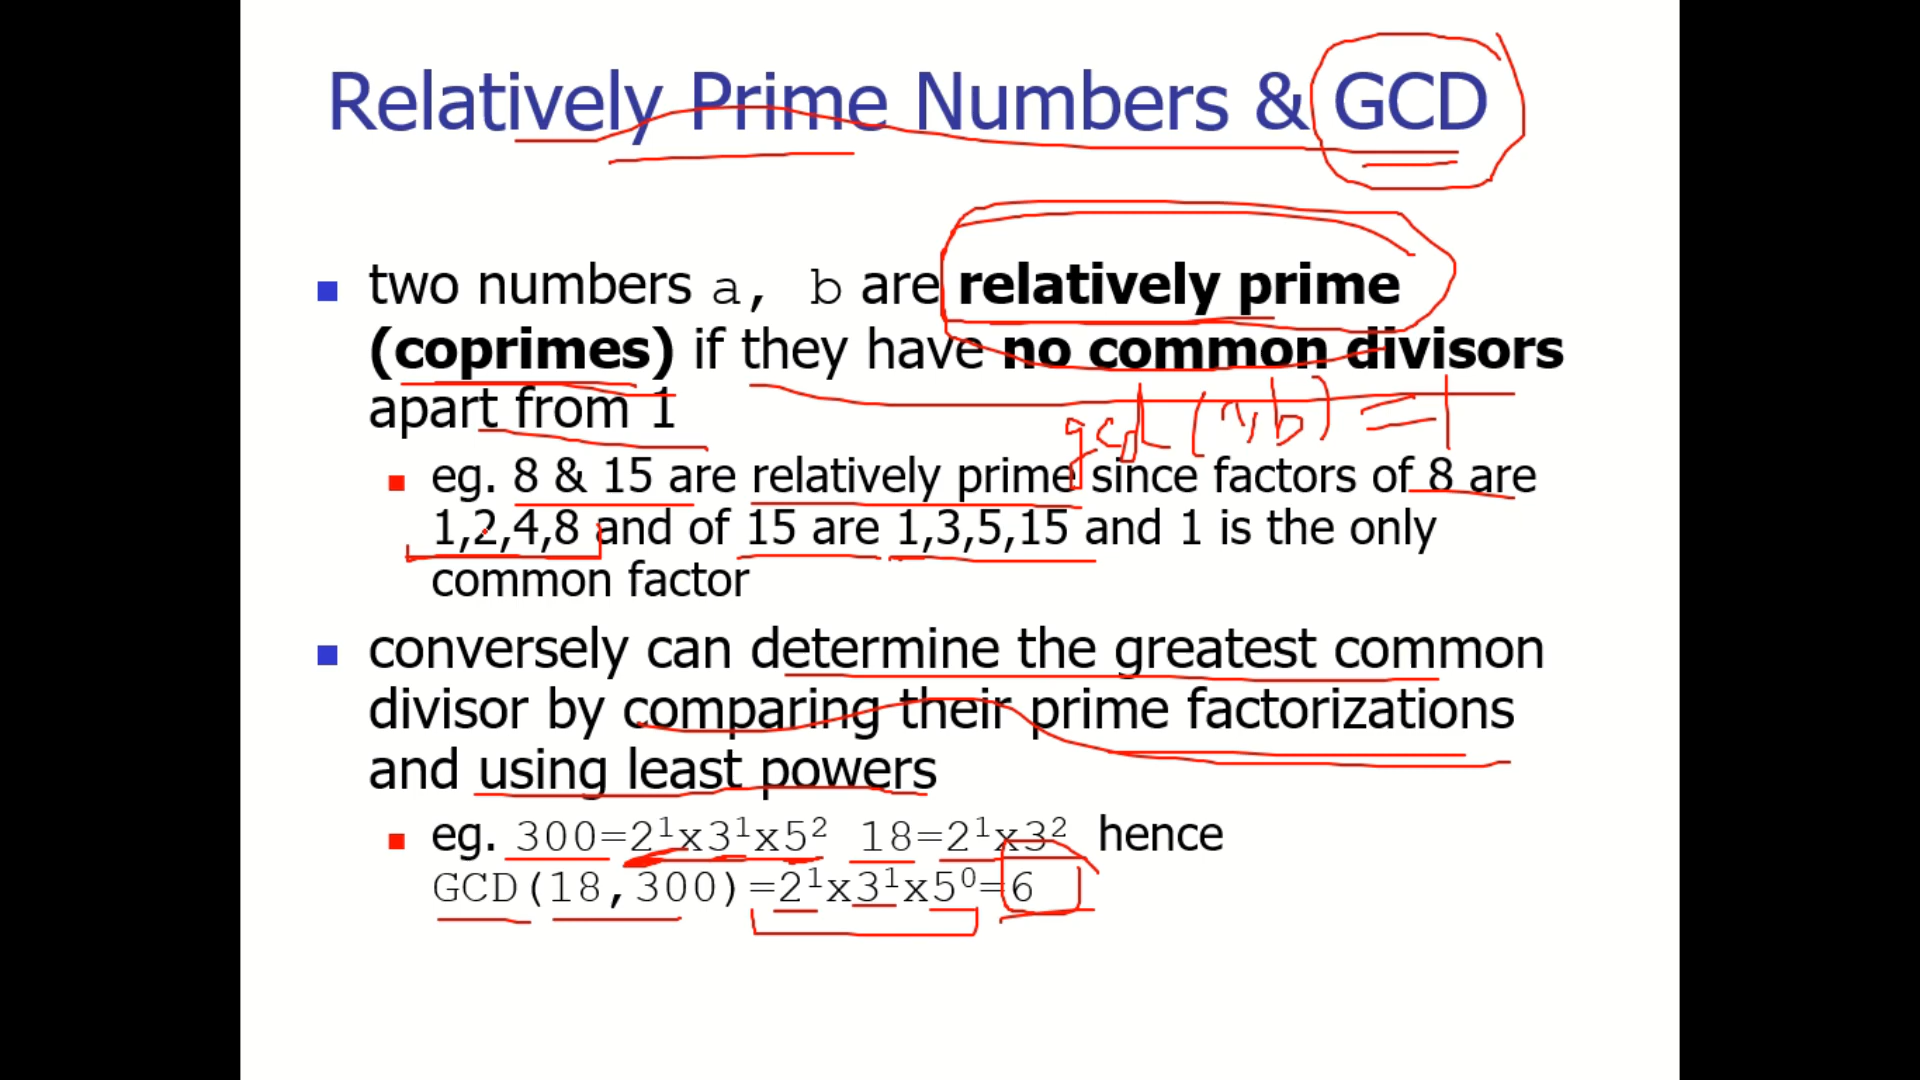 Relatively Prime Numbers & GCD
two numbers a, b are relatively prime
(coprimes) if they have no common divisors
apart from 1
gcd (a,b) = 1
eg. 8 & 15 are relatively prime since factors of 8 are
1,2,4,8 and of 15 are 1,3,5,15 and 1 is the only
common factor
conversely can determine the greatest common
divisor by comparing their prime factorizations
and using least powers
eg. 300=2¹x3¹x5² 18=2¹x3² hence
GCD(18,300)=2¹x3¹x5⁰=6